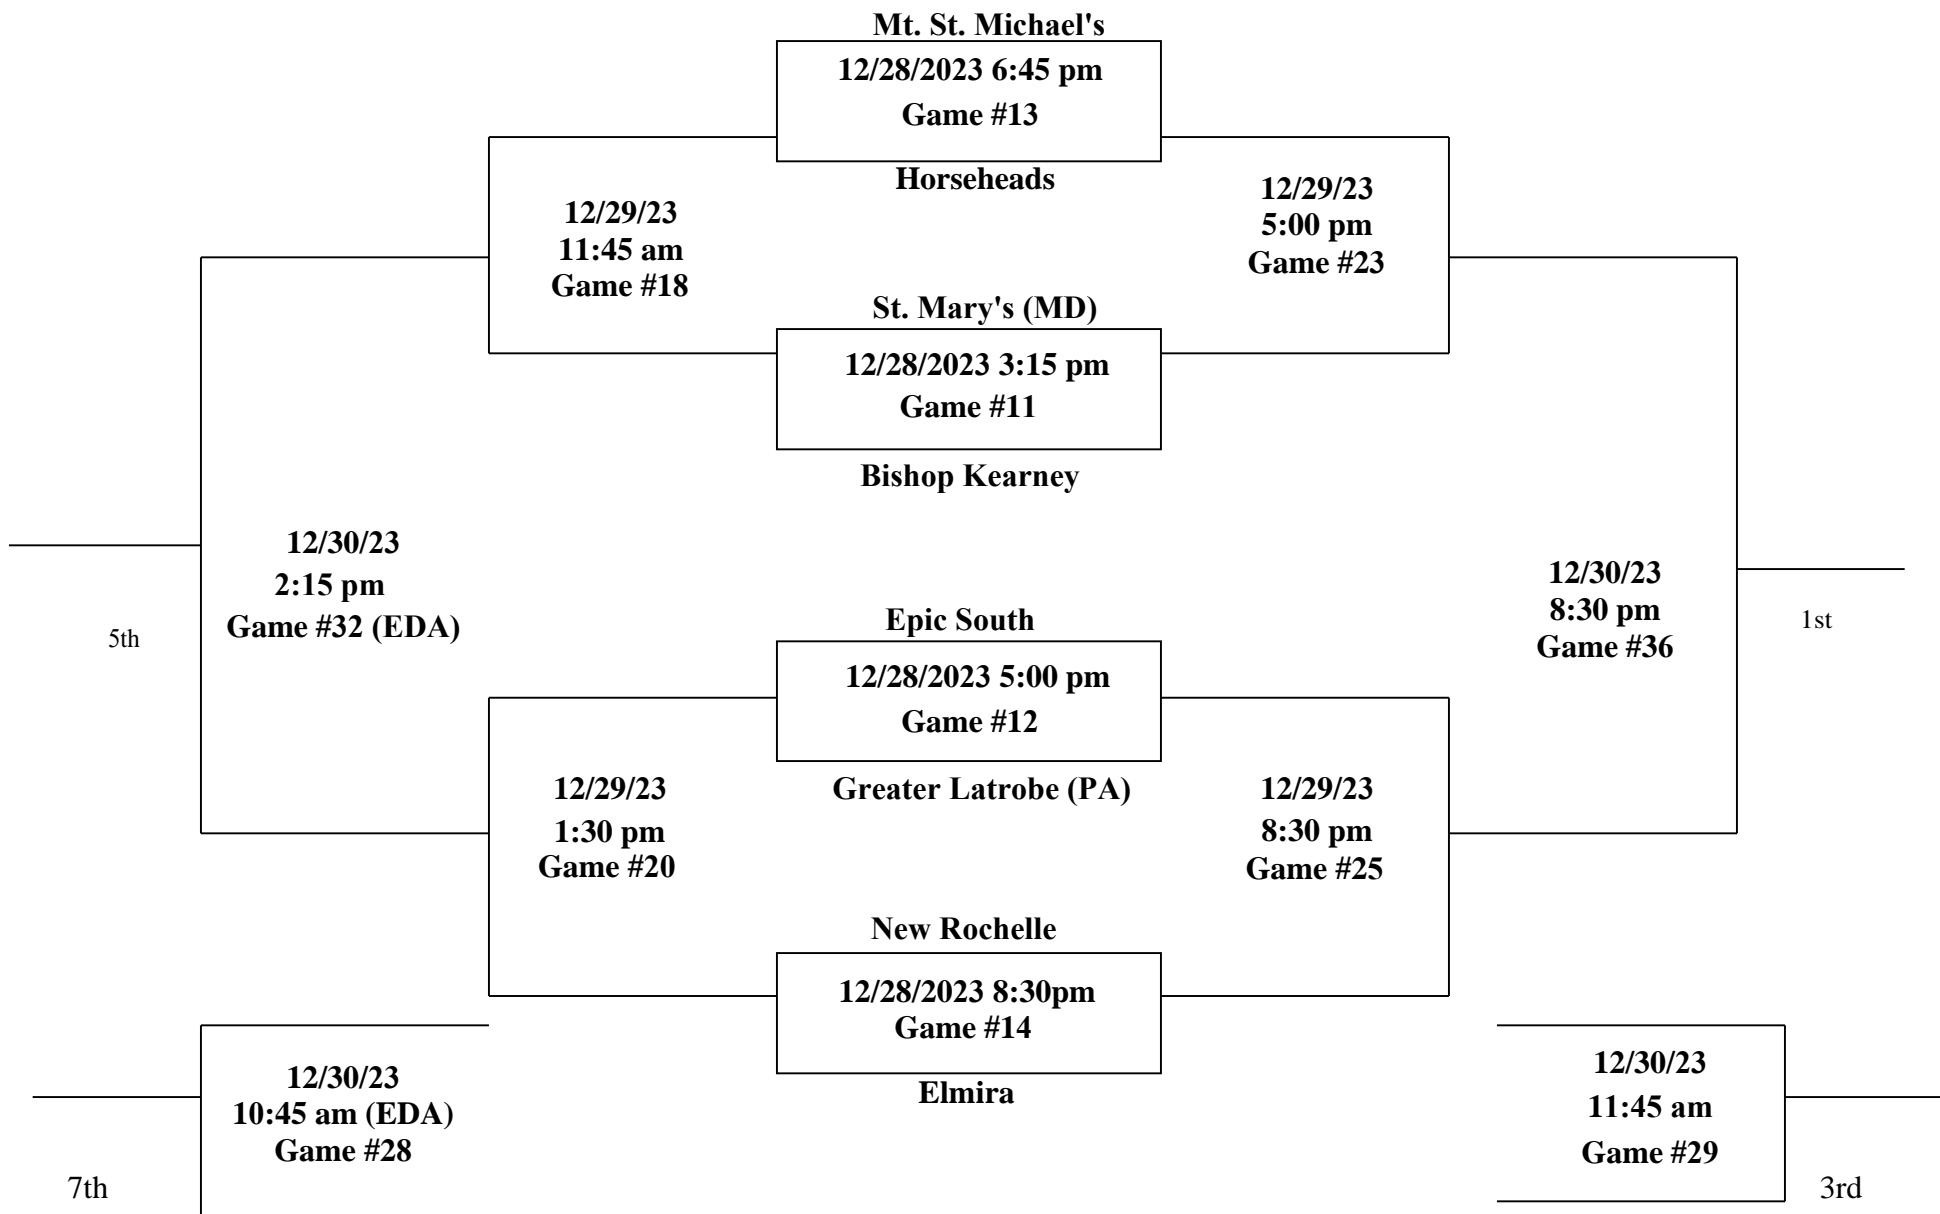 Mt. St. Michael's
12/28/2023 6:45 pm
Game #13
Horseheads
12/29/23
11:45 am
Game #18
12/29/23
5:00 pm
Game #23
St. Mary's (MD)
12/28/2023 3:15 pm
Game #11
Bishop Kearney
12/30/23
2:15 pm
Game #32 (EDA)
5th
12/30/23
8:30 pm
Game #36
1st
Epic South
12/28/2023 5:00 pm
Game #12
Greater Latrobe (PA)
12/29/23
1:30 pm
Game #20
12/29/23
8:30 pm
Game #25
New Rochelle
12/28/2023 8:30pm
Game #14
Elmira
12/30/23
10:45 am (EDA)
Game #28
7th
12/30/23
11:45 am
Game #29
3rd